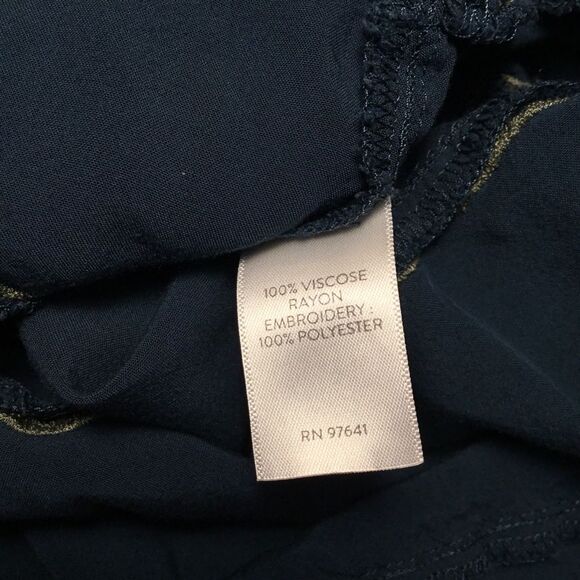 100% VISCOSE
RAYON
EMBROIDERY :
100% POLYESTER
RN 97641